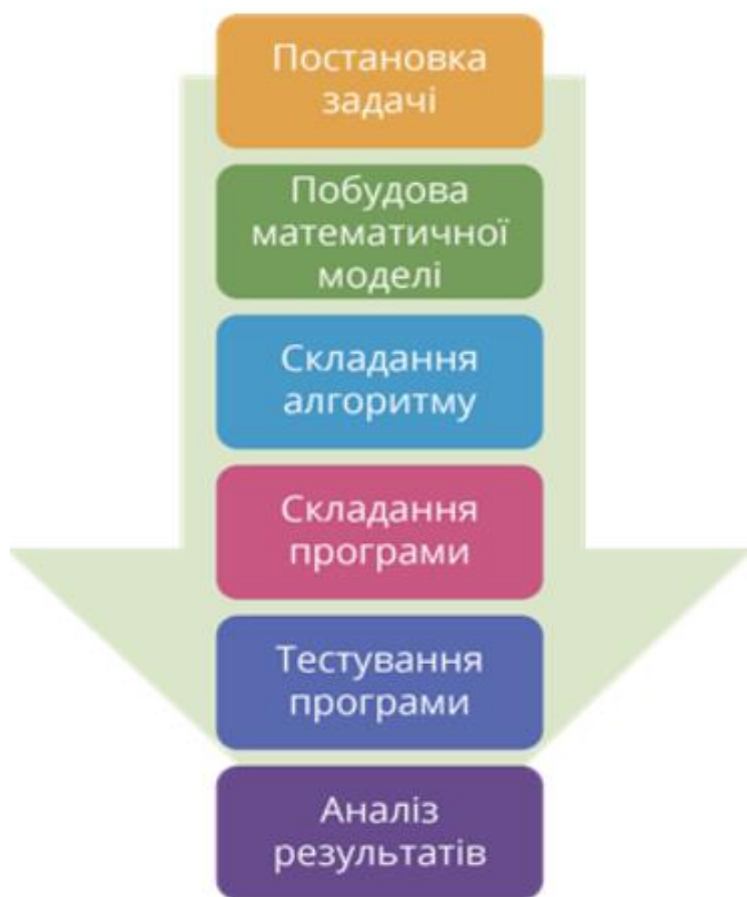 Постановка
задачі
Побудова
математичної
моделі
Складання
алгоритму
Складання
програми
Тестування
програми
Аналіз
результатів